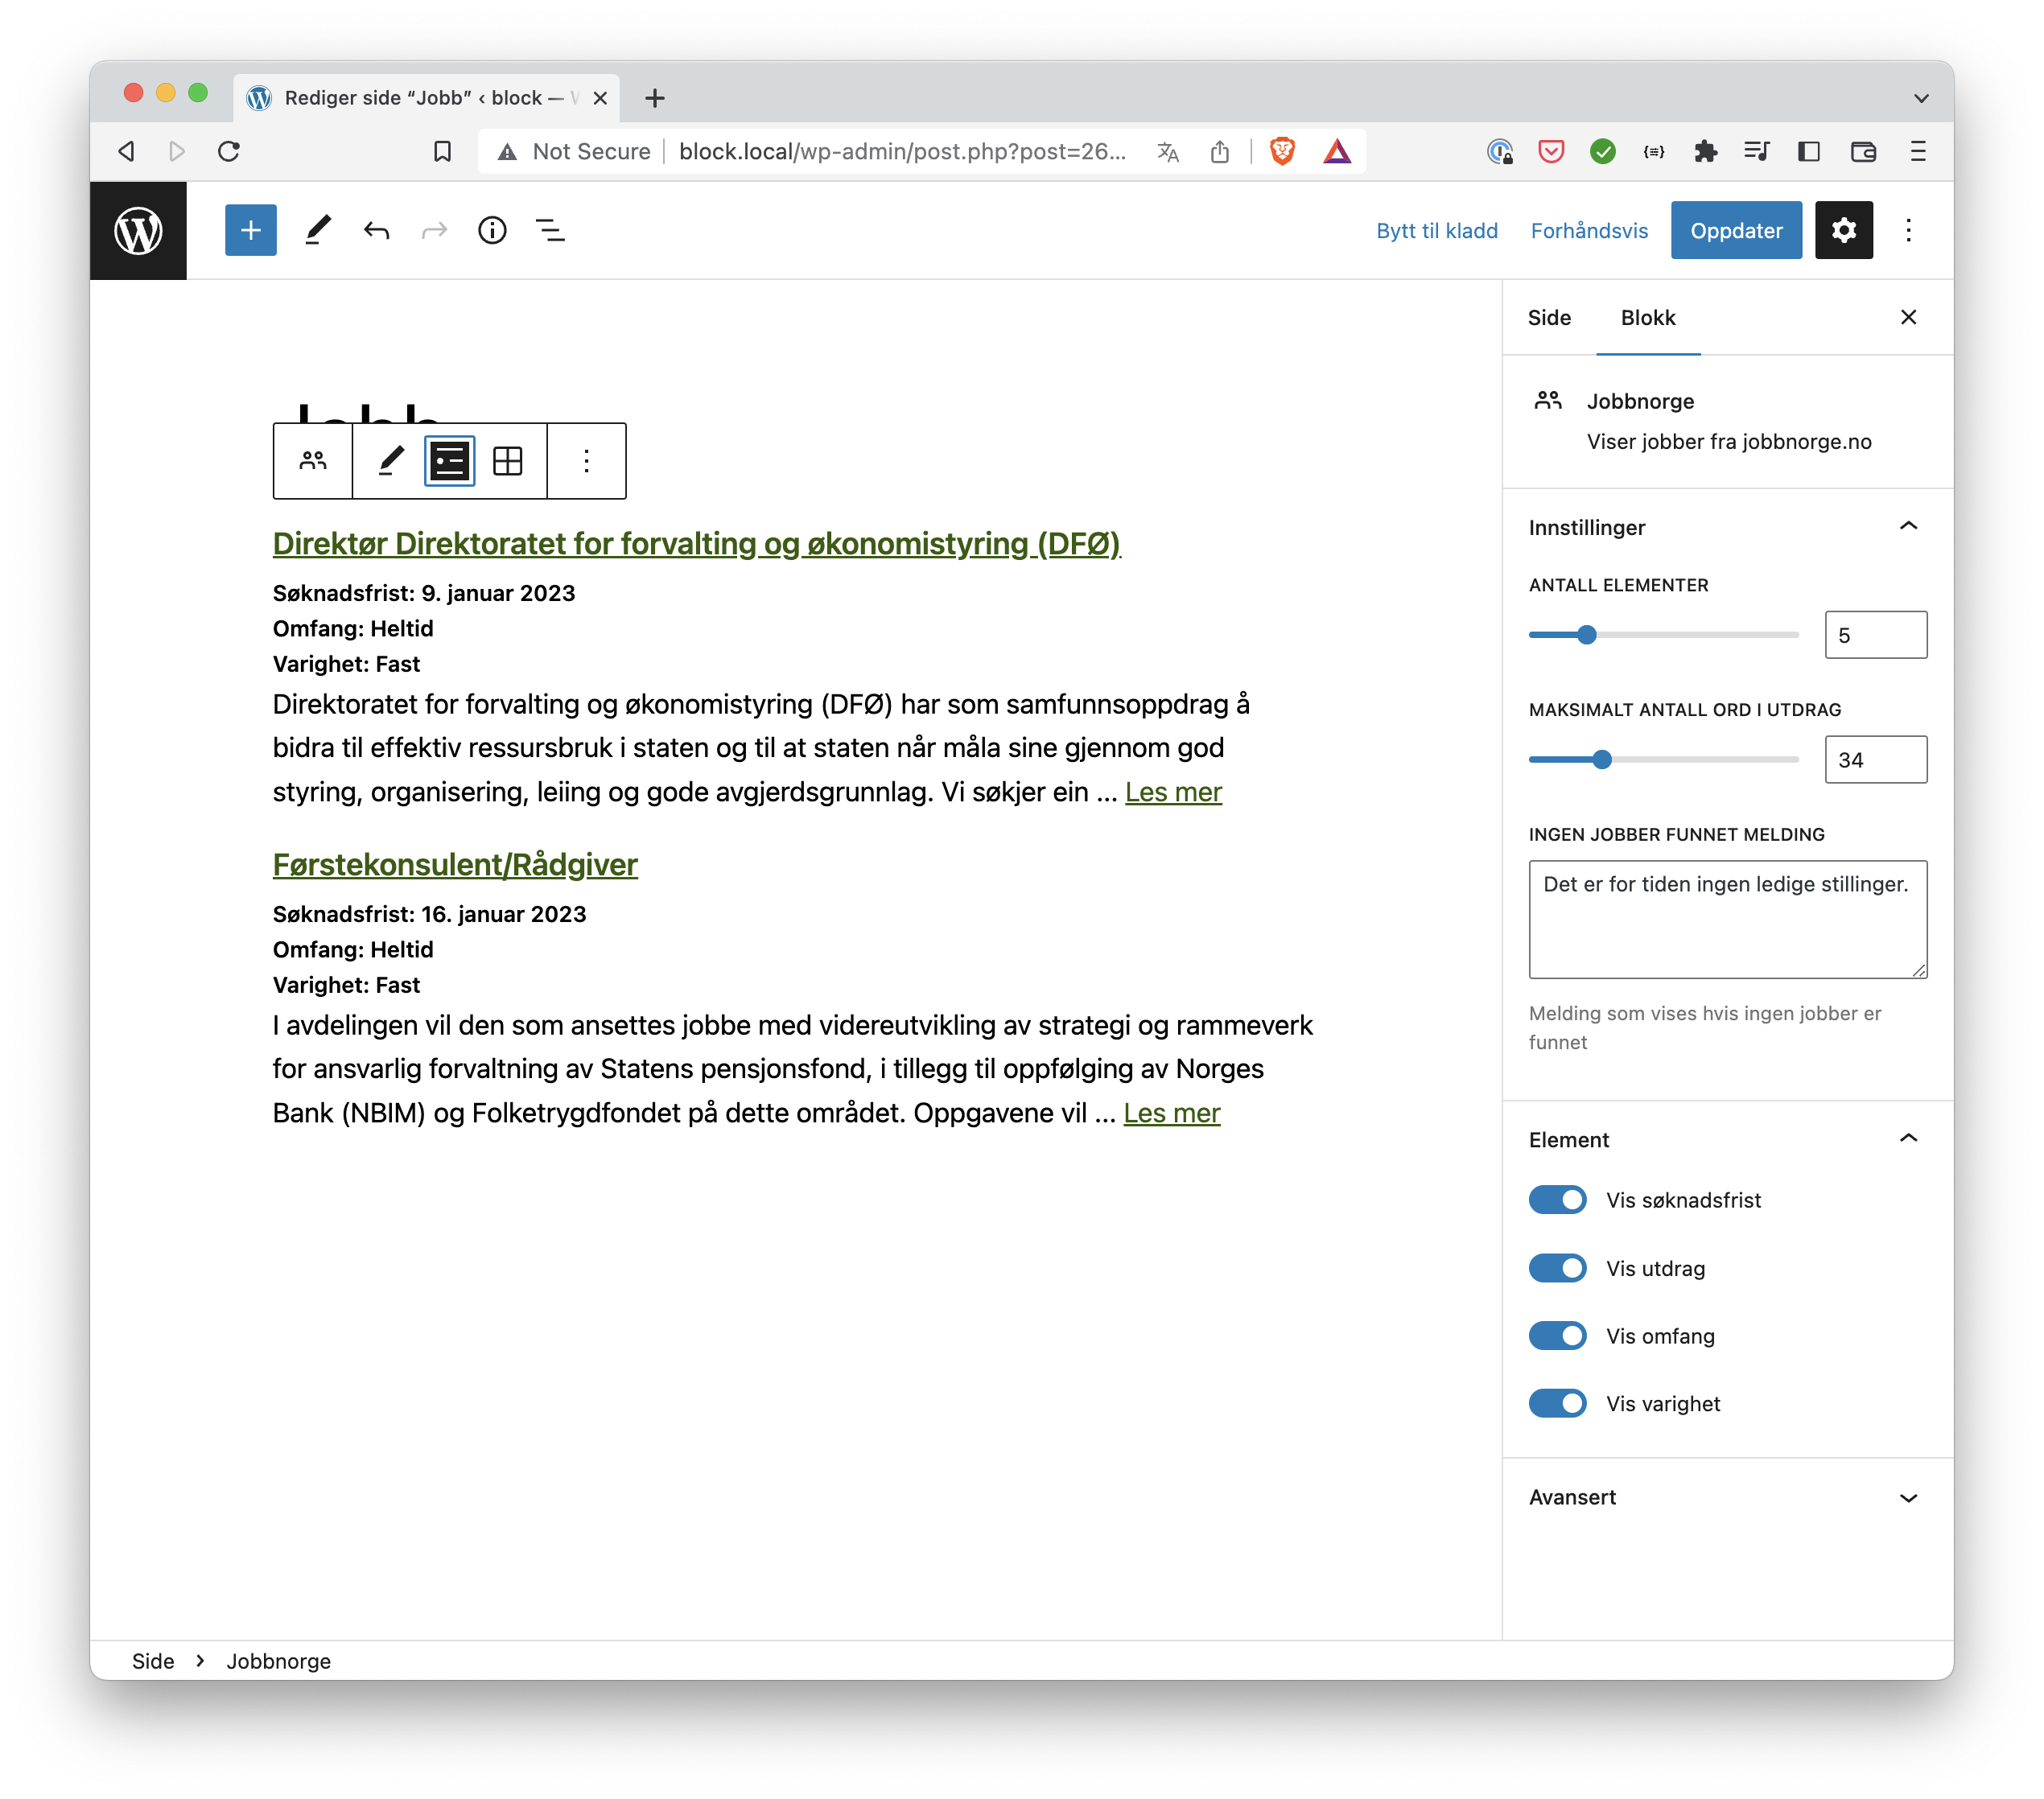 Rediger side “Jobb” ‹ block —
Not Secure
block.local/wp-admin/post.php?post=26...
Bytt til kladd
Forhåndsvis
Oppdater
Side
Blokk
Jobb
Jobbnorge
Viser jobber fra jobbnorge.no
Direktør Direktoratet for forvalting og økonomistyring (DFØ)
Søknadsfrist: 9. januar 2023
Omfang: Heltid
Varighet: Fast
Direktoratet for forvalting og økonomistyring (DFØ) har som samfunnsoppdrag å
bidra til effektiv ressursbruk i staten og til at staten når måla sine gjennom god
styring, organisering, leiing og gode avgjerdsgrunnlag. Vi søkjer ein ... Les mer
Førstekonsulent/Rådgiver
Søknadsfrist: 16. januar 2023
Omfang: Heltid
Varighet: Fast
I avdelingen vil den som ansettes jobbe med videreutvikling av strategi og rammeverk
for ansvarlig forvaltning av Statens pensjonsfond, i tillegg til oppfølging av Norges
Bank (NBIM) og Folketrygdfondet på dette området. Oppgavene vil ... Les mer
Innstillinger
ANTALL ELEMENTER
5
MAKSIMALT ANTALL ORD I UTDRAG
34
INGEN JOBBER FUNNET MELDING
Det er for tiden ingen ledige stillinger.
Melding som vises hvis ingen jobber er
funnet
Element
Vis søknadsfrist
Vis utdrag
Vis omfang
Vis varighet
Avansert
Side › Jobbnorge